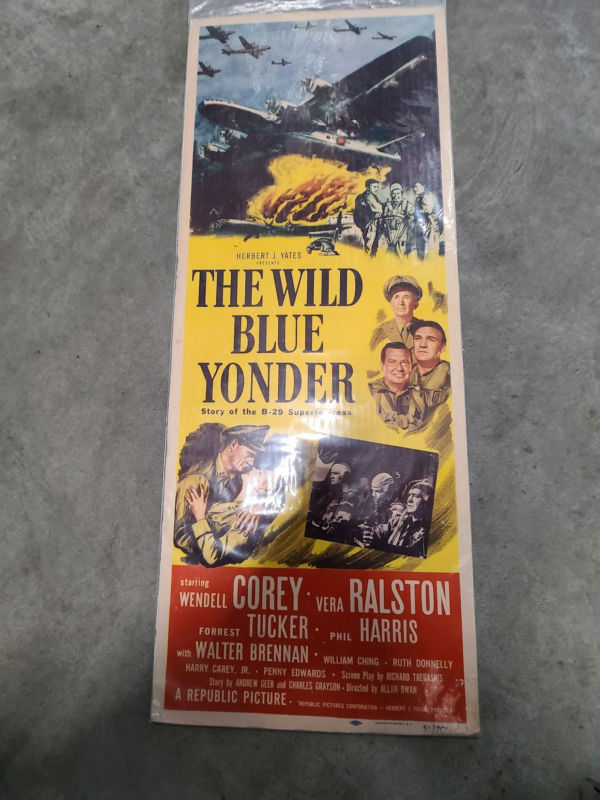 HERBERT J. YATES
PRESENTS
THE WILD
BLUE
YONDER
Story of the B-29 Superfortress
starring
WENDELL COREY · VERA RALSTON
FORREST TUCKER · PHIL HARRIS
with WALTER BRENNAN · WILLIAM CHING · RUTH DONNELLY
HARRY CAREY, JR. · PENNY EDWARDS · Screen Play by RICHARD TREGASKIS
Story by ANDREW GEER and CHARLES GRAYSON · Directed by ALLAN DWAN
A REPUBLIC PICTURE · REPUBLIC PICTURES CORPORATION — HERBERT J. YATES, PRESIDENT